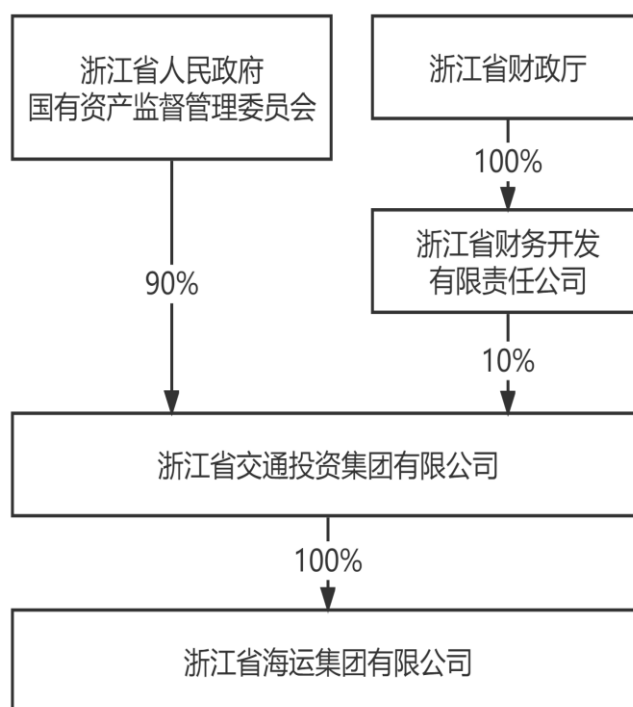 浙江省人民政府
国有资产监督管理委员会
浙江省财政厅
100%
浙江省财务开发
有限责任公司
90%
10%
浙江省交通投资集团有限公司
100%
浙江省海运集团有限公司